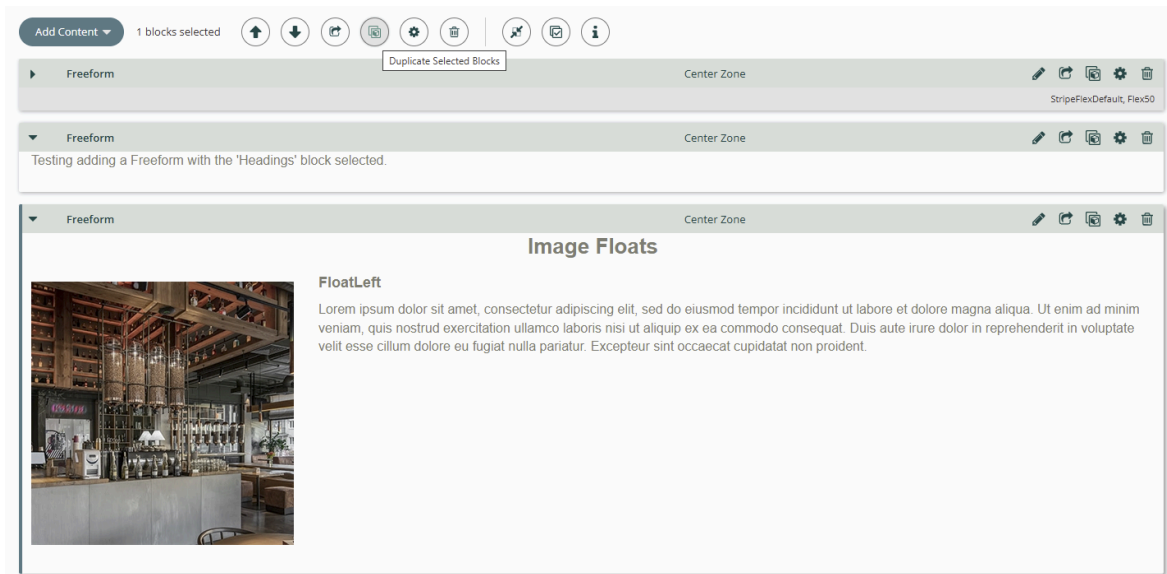 Add Content
1 blocks selected
Duplicate Selected Blocks
Freeform
Center Zone
StripeFlexDefault, Flex50
Freeform
Center Zone
Testing adding a Freeform with the 'Headings' block selected.
Freeform
Center Zone
Image Floats
FloatLeft
Lorem ipsum dolor sit amet, consectetur adipiscing elit, sed do eiusmod tempor incididunt ut labore et dolore magna aliqua. Ut enim ad minim
veniam, quis nostrud exercitation ullamco laboris nisi ut aliquip ex ea commodo consequat. Duis aute irure dolor in reprehenderit in voluptate
velit esse cillum dolore eu fugiat nulla pariatur. Excepteur sint occaecat cupidatat non proident.